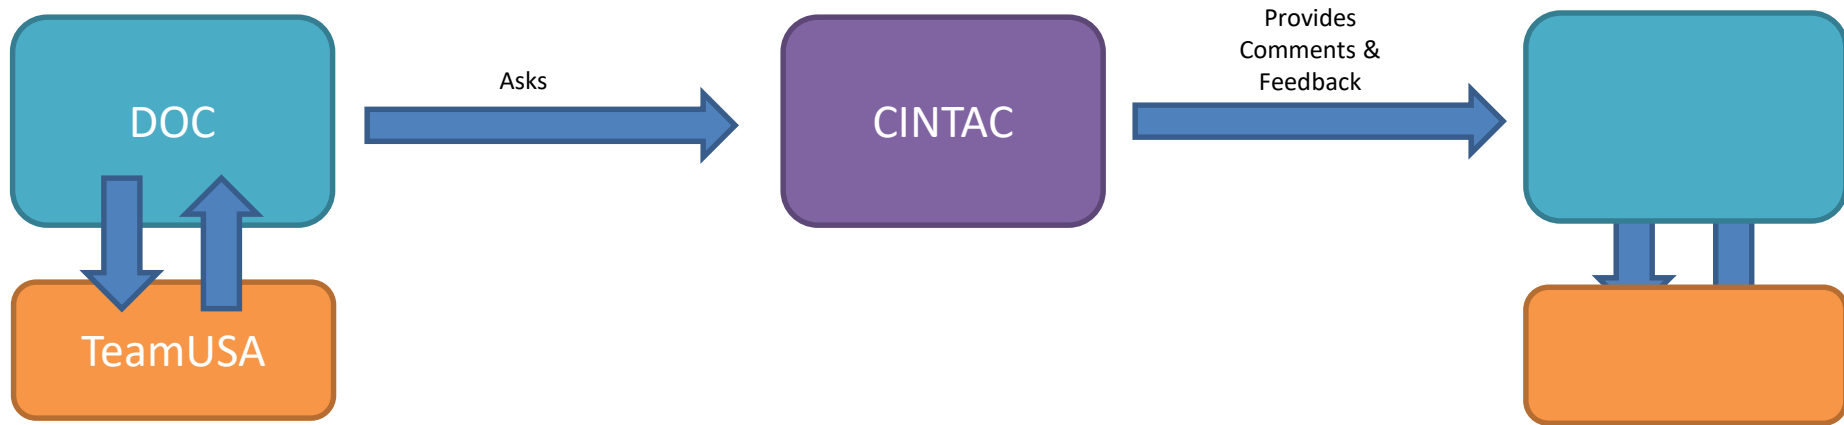 DOC
Asks
CINTAC
Provides
Comments &
Feedback
TeamUSA